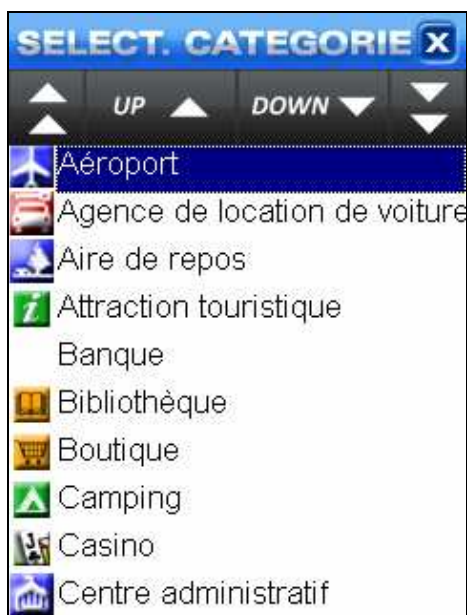 SELECT. CATEGORIE X
UP DOWN
Aéroport
Agence de location de voiture
Aire de repos
Attraction touristique
Banque
Bibliothèque
Boutique
Camping
Casino
Centre administratif